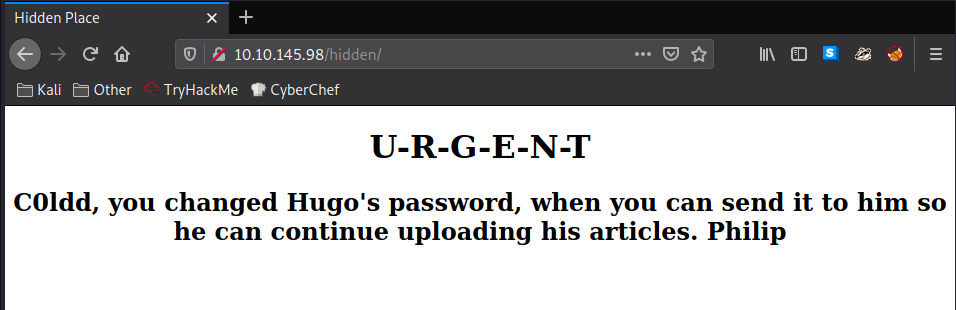 Hidden Place
10.10.145.98/hidden/
Kali Other TryHackMe CyberChef
U-R-G-E-N-T
C0ldd, you changed Hugo's password, when you can send it to him so
he can continue uploading his articles. Philip